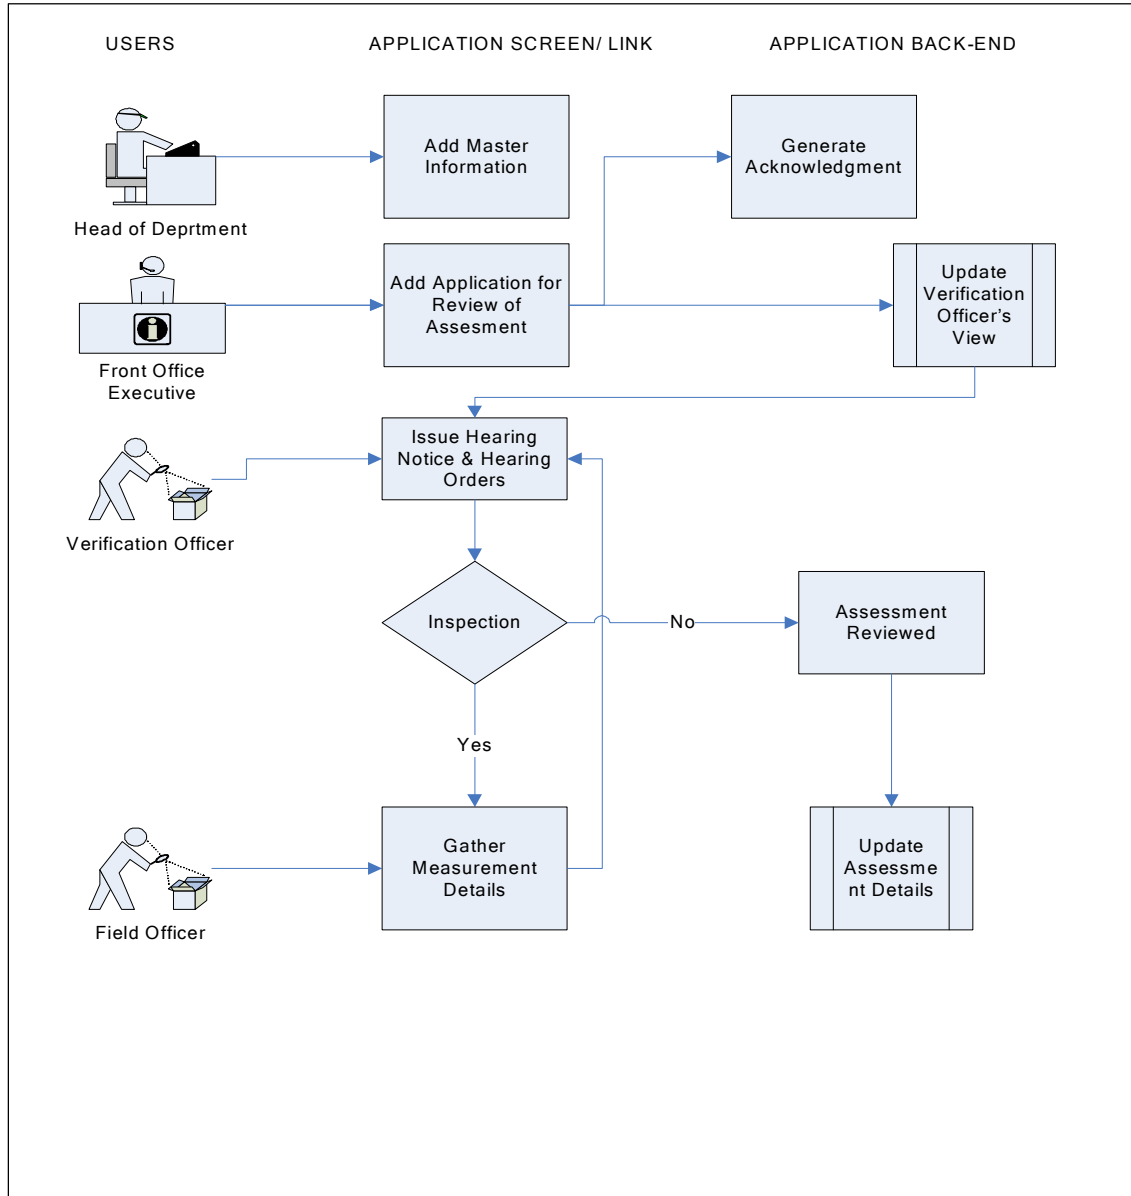 USERS
APPLICATION SCREEN/ LINK
APPLICATION BACK-END
Add Master
Information
Generate
Acknowledgment
Head of Deprtment
Add Application for
Review of
Assesment
Update
Verification
Officer's
View
Front Office
Executive
Issue Hearing
Notice & Hearing
Orders
Verification Officer
Inspection
No
Assessment
Reviewed
Yes
Gather
Measurement
Details
Update
Assessme
nt Details
Field Officer